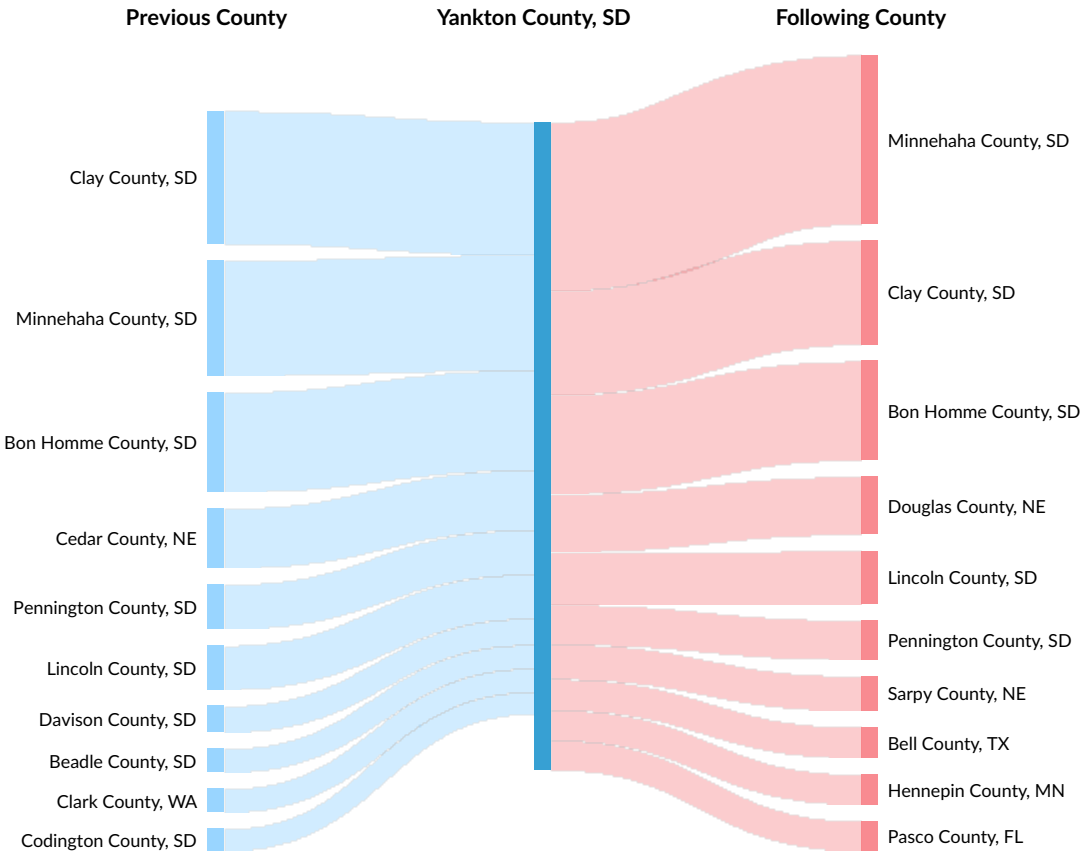 Previous County
Yankton County, SD
Following County
Clay County, SD
Minnehaha County, SD
Bon Homme County, SD
Cedar County, NE
Pennington County, SD
Lincoln County, SD
Davison County, SD
Beadle County, SD
Clark County, WA
Codington County, SD
Minnehaha County, SD
Clay County, SD
Bon Homme County, SD
Douglas County, NE
Lincoln County, SD
Pennington County, SD
Sarpy County, NE
Bell County, TX
Hennepin County, MN
Pasco County, FL